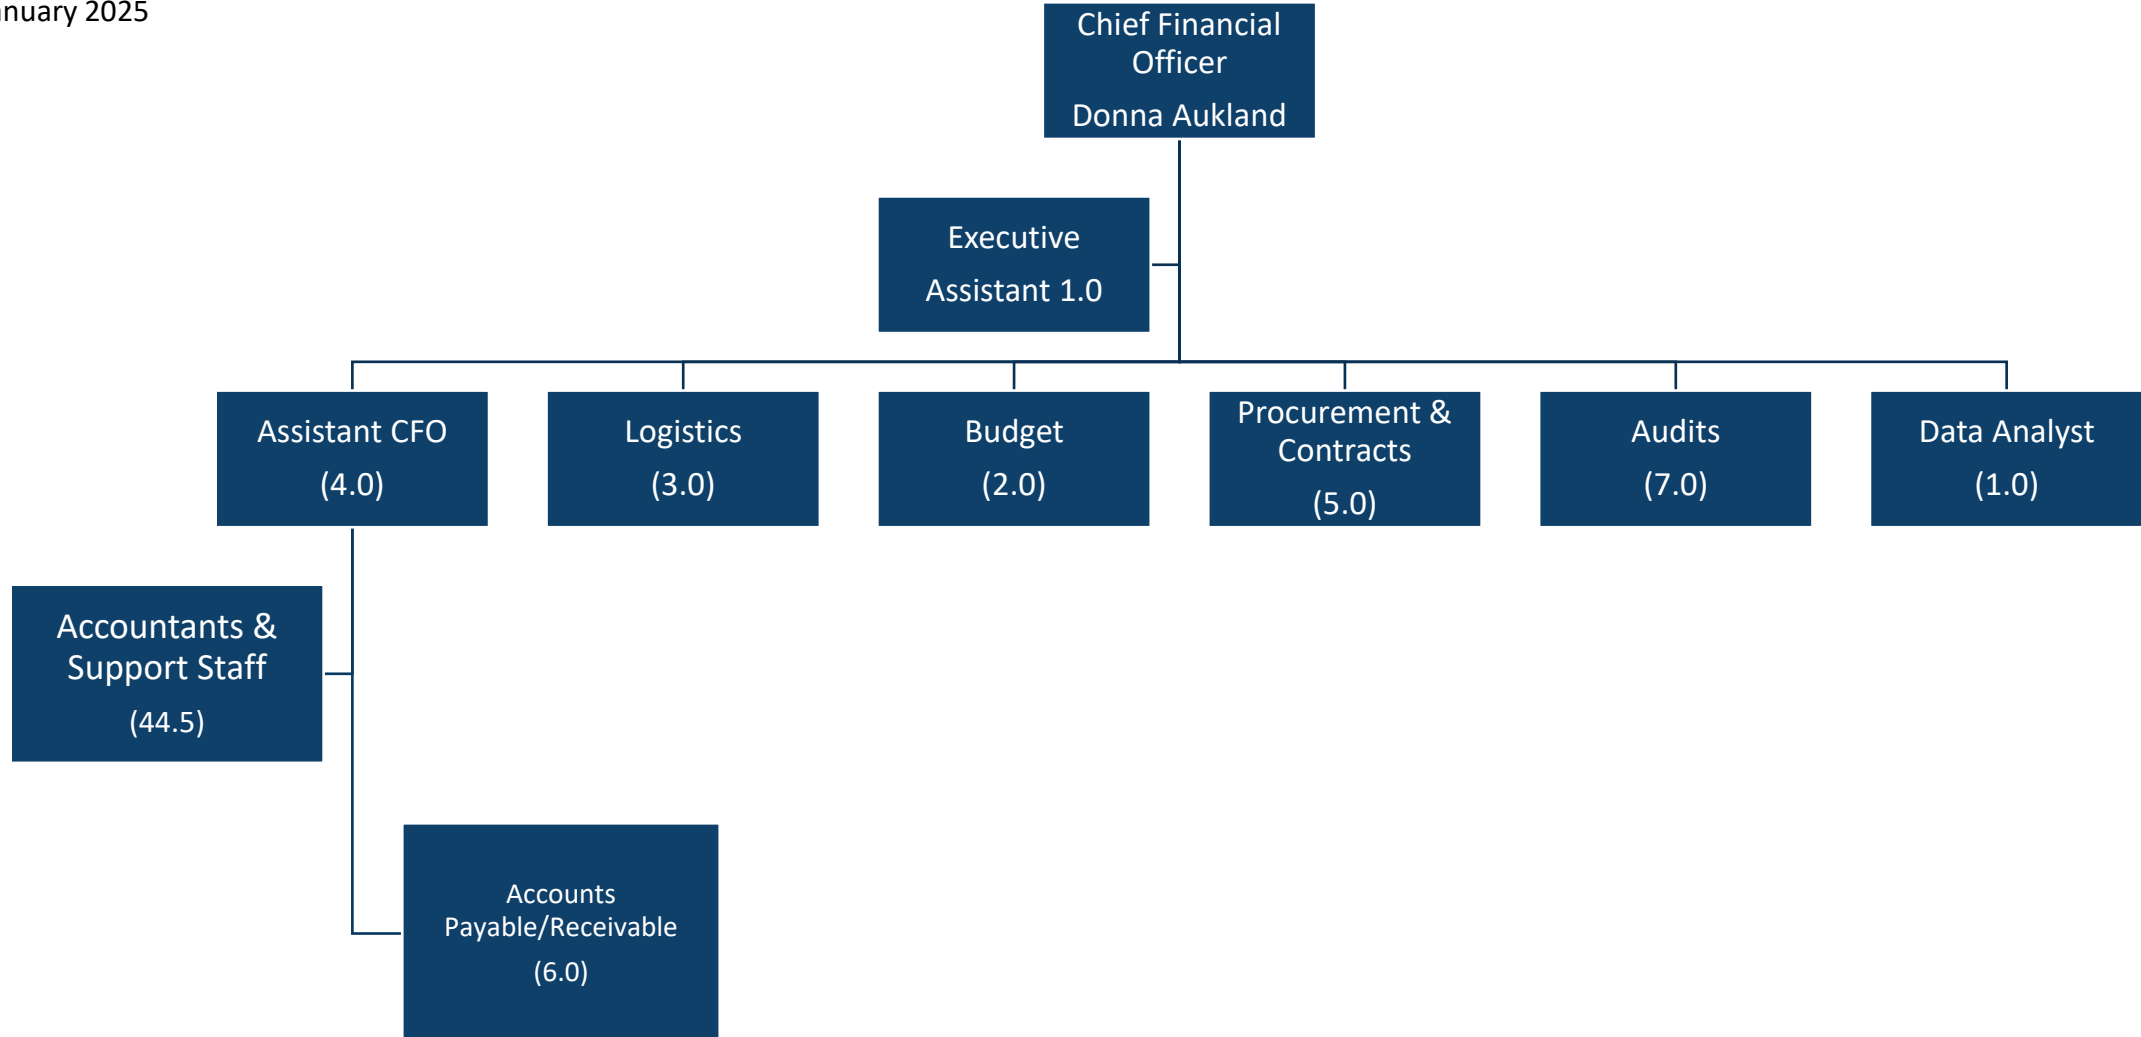 anuary 2025
Chief Financial
Officer
Donna Aukland
Executive
Assistant 1.0
Assistant CFO
(4.0)
Logistics
(3.0)
Budget
(2.0)
Procurement &
Contracts
(5.0)
Audits
(7.0)
Data Analyst
(1.0)
Accountants &
Support Staff
(44.5)
Accounts
Payable/Receivable
(6.0)